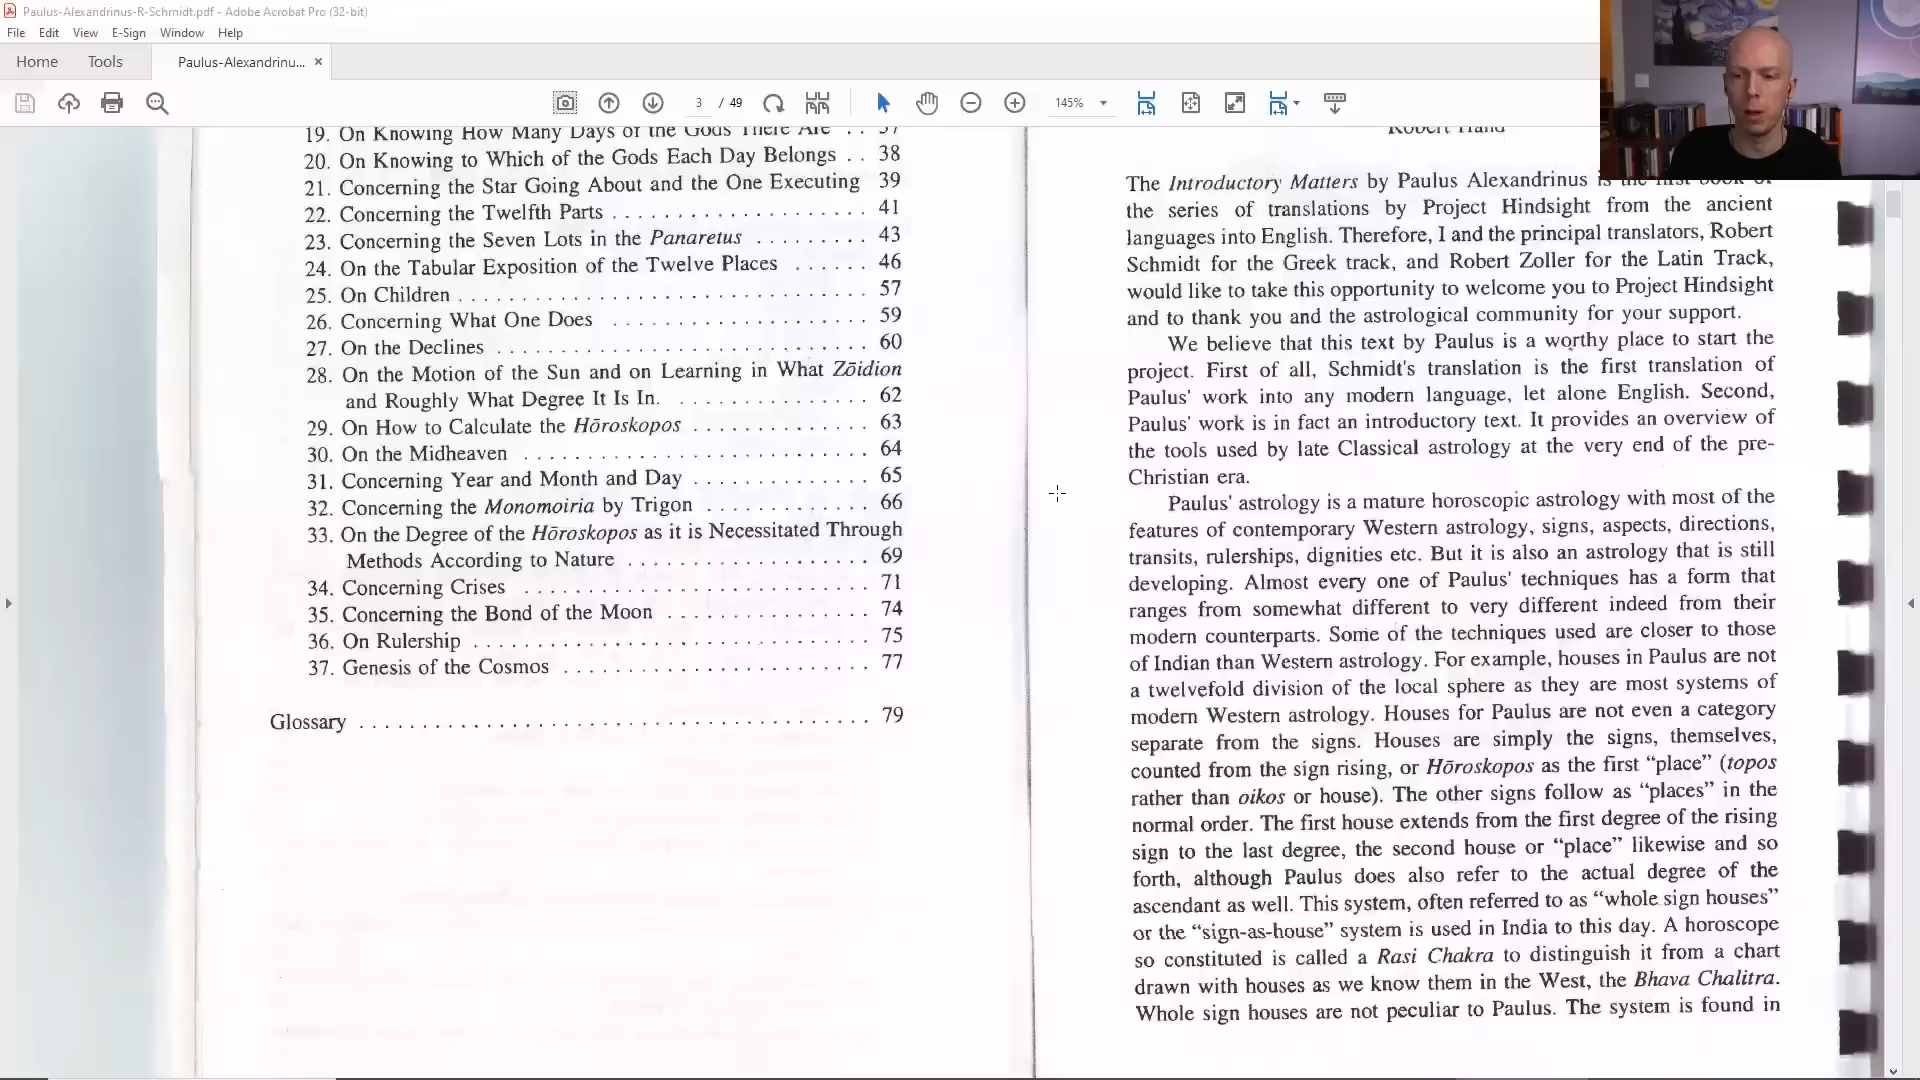 Paulus-Alexandrinus-R-Schmidt.pdf - Adobe Acrobat Pro (32-bit)
File Edit View E-Sign Window Help
Home Tools Paulus-Alexandrinu... ×
3 / 49 145%
19. On Knowing How Many Days of the Gods There Are . . 37
20. On Knowing to Which of the Gods Each Day Belongs . . 38
21. Concerning the Star Going About and the One Executing 39
22. Concerning the Twelfth Parts . . . . . . . . . . . . . . . . . . . 41
23. Concerning the Seven Lots in the Panaretus . . . . . . . . . 43
24. On the Tabular Exposition of the Twelve Places . . . . . . 46
25. On Children . . . . . . . . . . . . . . . . . . . . . . . . . . . . . . 57
26. Concerning What One Does . . . . . . . . . . . . . . . . . . . 59
27. On the Declines . . . . . . . . . . . . . . . . . . . . . . . . . . . 60
28. On the Motion of the Sun and on Learning in What Zōidion
and Roughly What Degree It Is In. . . . . . . . . . . . . . . 62
29. On How to Calculate the Hōroskopos . . . . . . . . . . . . . 63
30. On the Midheaven . . . . . . . . . . . . . . . . . . . . . . . . . 64
31. Concerning Year and Month and Day . . . . . . . . . . . . . 65
32. Concerning the Monomoiria by Trigon . . . . . . . . . . . . 66
33. On the Degree of the Hōroskopos as it is Necessitated Through
Methods According to Nature . . . . . . . . . . . . . . . . . . 69
34. Concerning Crises . . . . . . . . . . . . . . . . . . . . . . . . . 71
35. Concerning the Bond of the Moon . . . . . . . . . . . . . . . 74
36. On Rulership . . . . . . . . . . . . . . . . . . . . . . . . . . . . . 75
37. Genesis of the Cosmos . . . . . . . . . . . . . . . . . . . . . . 77
Glossary . . . . . . . . . . . . . . . . . . . . . . . . . . . . . . . . . . . . . 79
Robert Hand
The Introductory Matters by Paulus Alexandrinus is the first book of
the series of translations by Project Hindsight from the ancient
languages into English. Therefore, I and the principal translators, Robert
Schmidt for the Greek track, and Robert Zoller for the Latin Track,
would like to take this opportunity to welcome you to Project Hindsight
and to thank you and the astrological community for your support.
We believe that this text by Paulus is a worthy place to start the
project. First of all, Schmidt's translation is the first translation of
Paulus' work into any modern language, let alone English. Second,
Paulus' work is in fact an introductory text. It provides an overview of
the tools used by late Classical astrology at the very end of the pre-
Christian era.
Paulus' astrology is a mature horoscopic astrology with most of the
features of contemporary Western astrology, signs, aspects, directions,
transits, rulerships, dignities etc. But it is also an astrology that is still
developing. Almost every one of Paulus' techniques has a form that
ranges from somewhat different to very different indeed from their
modern counterparts. Some of the techniques used are closer to those
of Indian than Western astrology. For example, houses in Paulus are not
a twelvefold division of the local sphere as they are most systems of
modern Western astrology. Houses for Paulus are not even a category
separate from the signs. Houses are simply the signs, themselves,
counted from the sign rising, or Hōroskopos as the first “place” (topos
rather than oikos or house). The other signs follow as “places” in the
normal order. The first house extends from the first degree of the rising
sign to the last degree, the second house or “place” likewise and so
forth, although Paulus does also refer to the actual degree of the
ascendant as well. This system, often referred to as “whole sign houses”
or the “sign-as-house” system is used in India to this day. A horoscope
so constituted is called a Rasi Chakra to distinguish it from a chart
drawn with houses as we know them in the West, the Bhava Chalitra.
Whole sign houses are not peculiar to Paulus. The system is found in